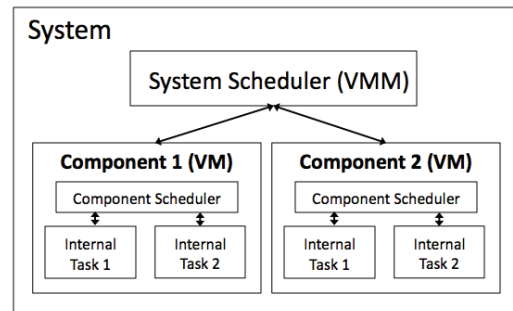 System
System Scheduler (VMM)
Component 1 (VM)
Component Scheduler
Internal
Task 1
Internal
Task 2
Component 2 (VM)
Component Scheduler
Internal
Task 1
Internal
Task 2